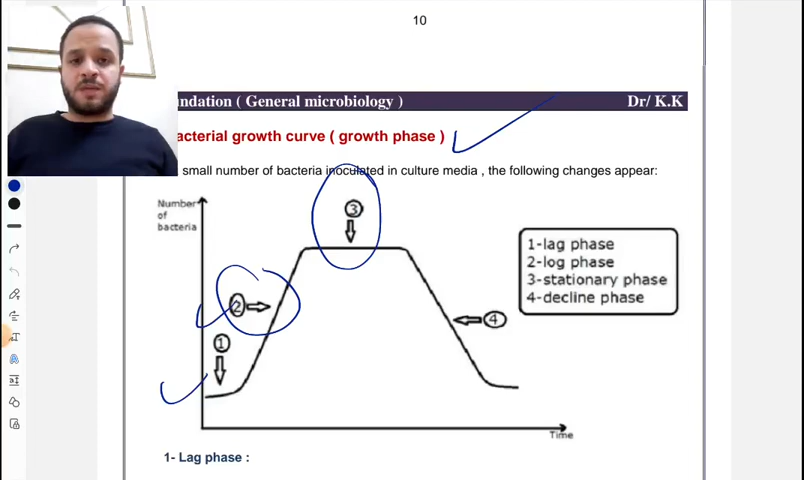 10
undation ( General microbiology )
Dr/ K.K
acterial growth curve ( growth phase )
small number of bacteria inoculated in culture media , the following changes appear:
Number
of
bacteria
3
1-lag phase
2-log phase
3-stationary phase
4-decline phase
2
4
1
Time
1- Lag phase :